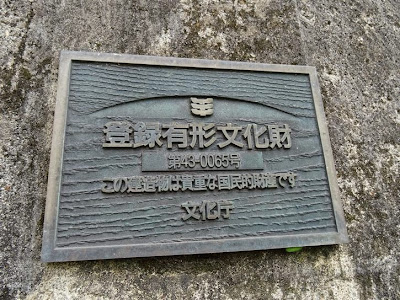 登録有形文化財
第43-0065号
この建造物は貴重な国民的財産です
文化庁